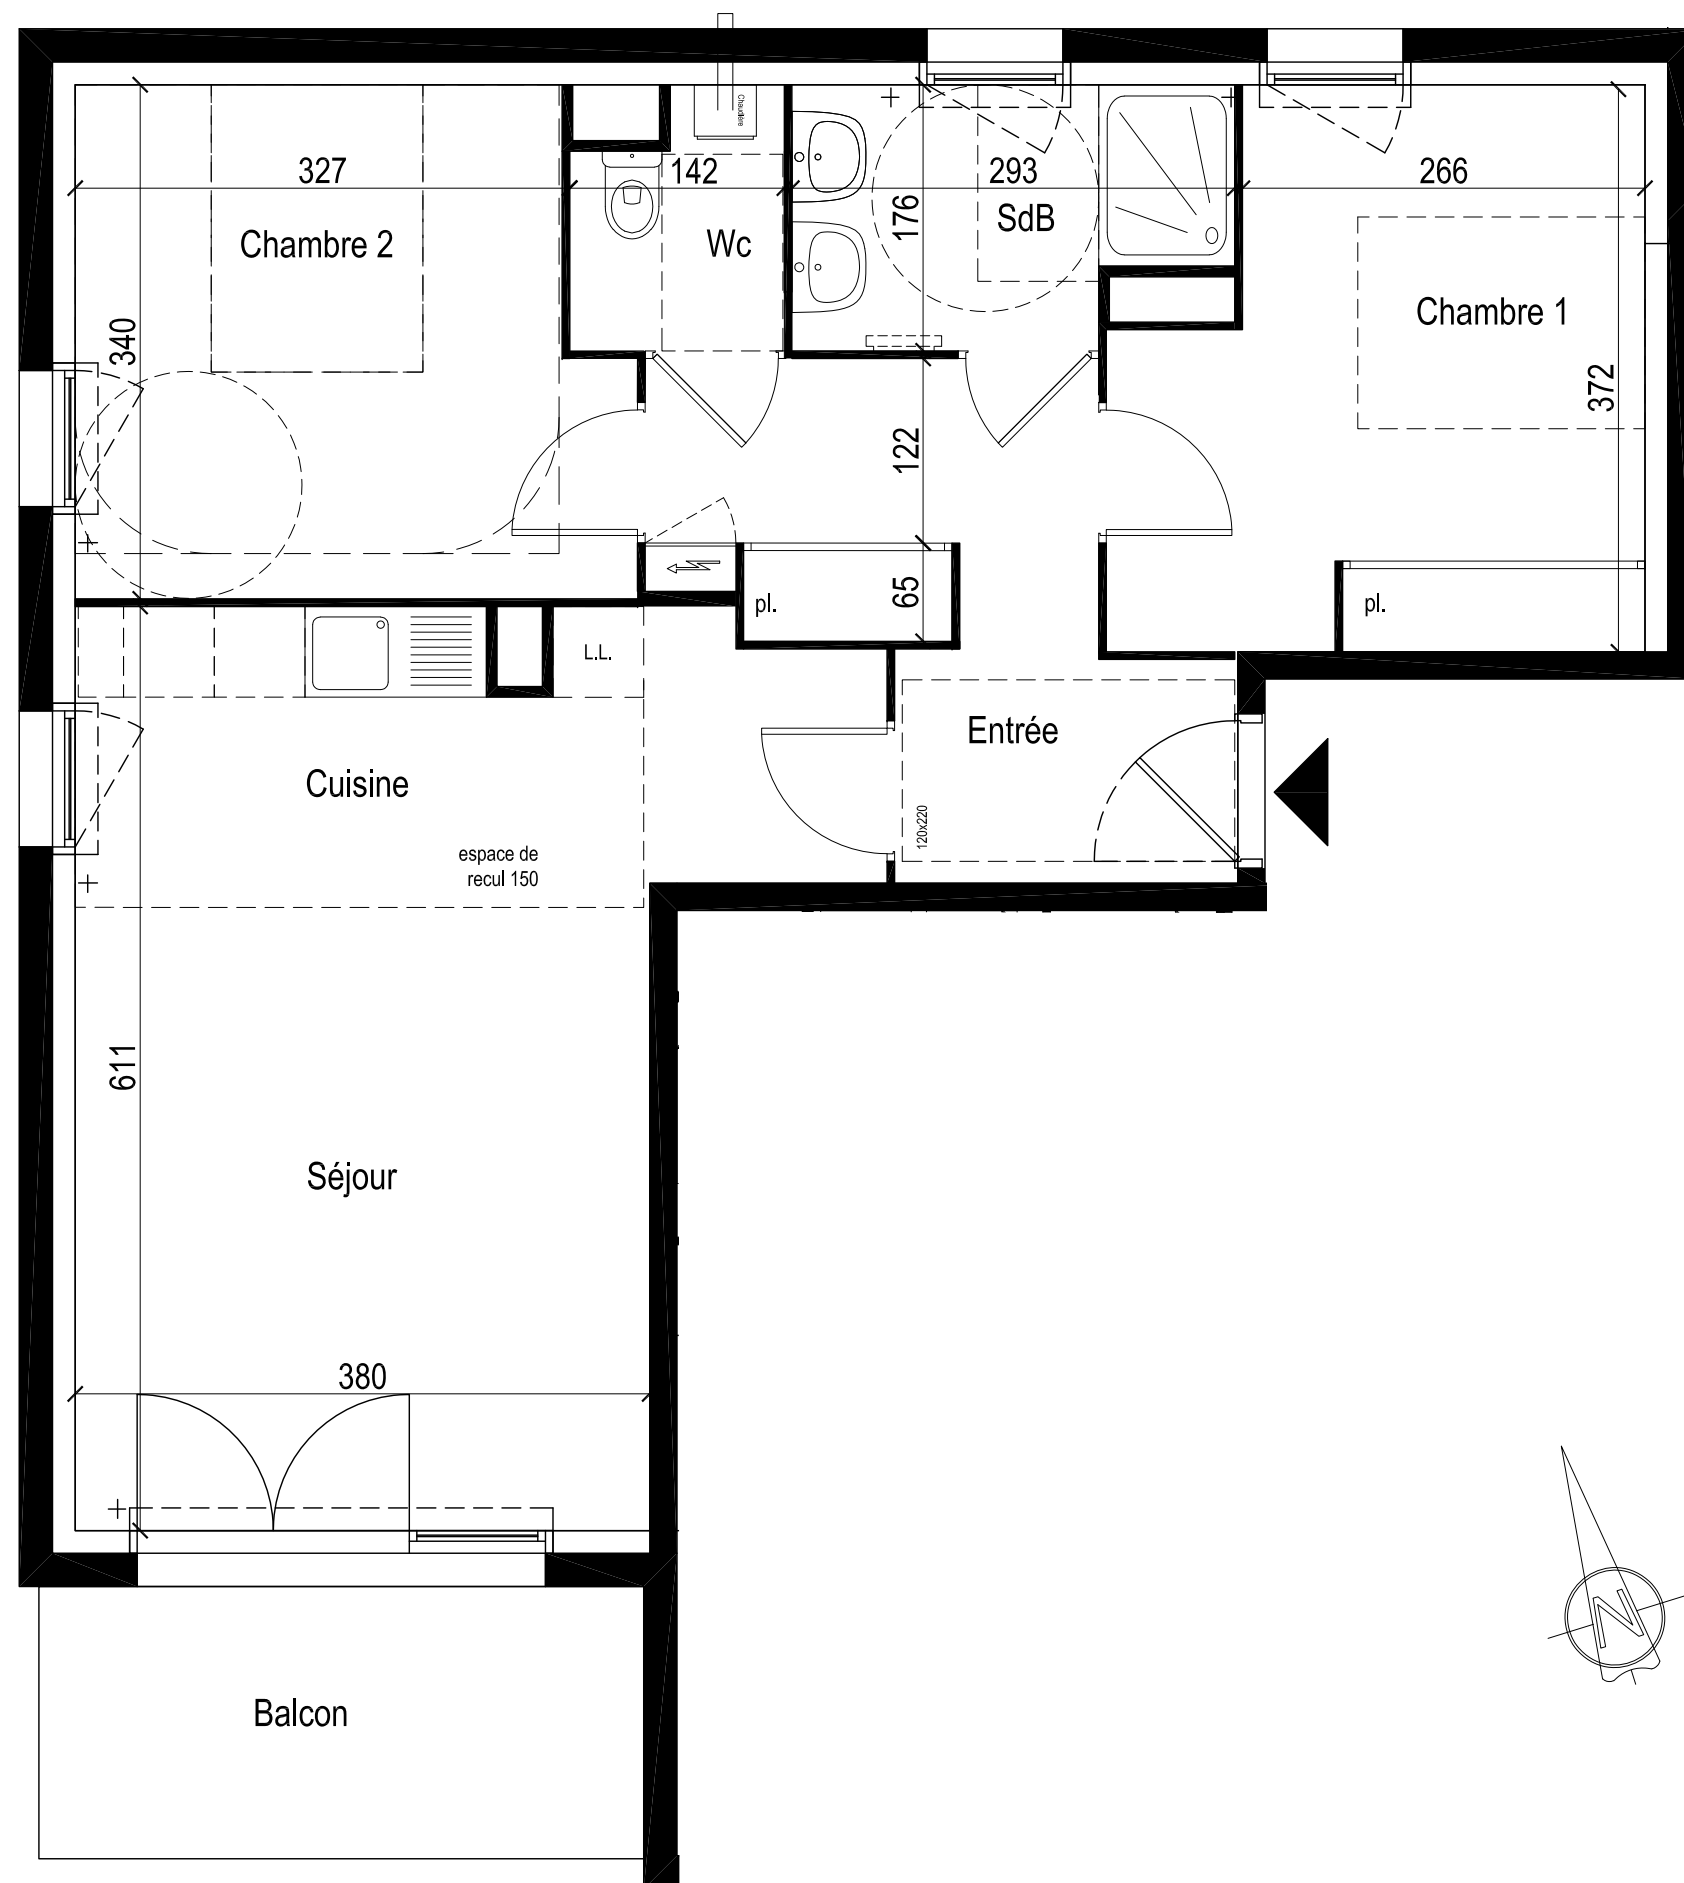 Chaudière
327
142
293
266
176
SdB
Chambre 2
Wc
Chambre 1
340
372
122
65
pl.
pl.
L.L.
Entrée
Cuisine
120x220
espace de
recul 150
611
Séjour
380
N
Balcon